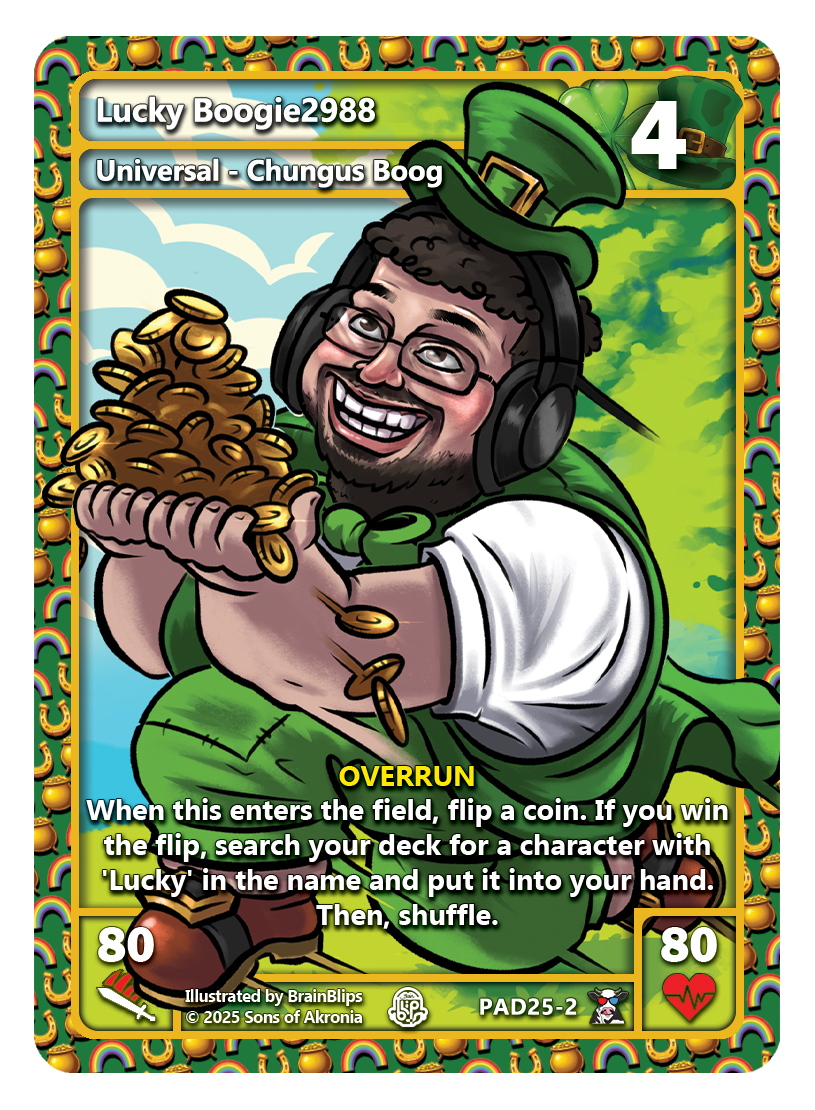 Lucky Boogie2988
4
Universal - Chungus Boog
OVERRUN
When this enters the field, flip a coin. If you win
the flip, search your deck for a character with
'Lucky' in the name and put it into your hand.
Then, shuffle.
80
80
Illustrated by BrainBlips
© 2025 Sons of Akronia
blip
PAD25-2